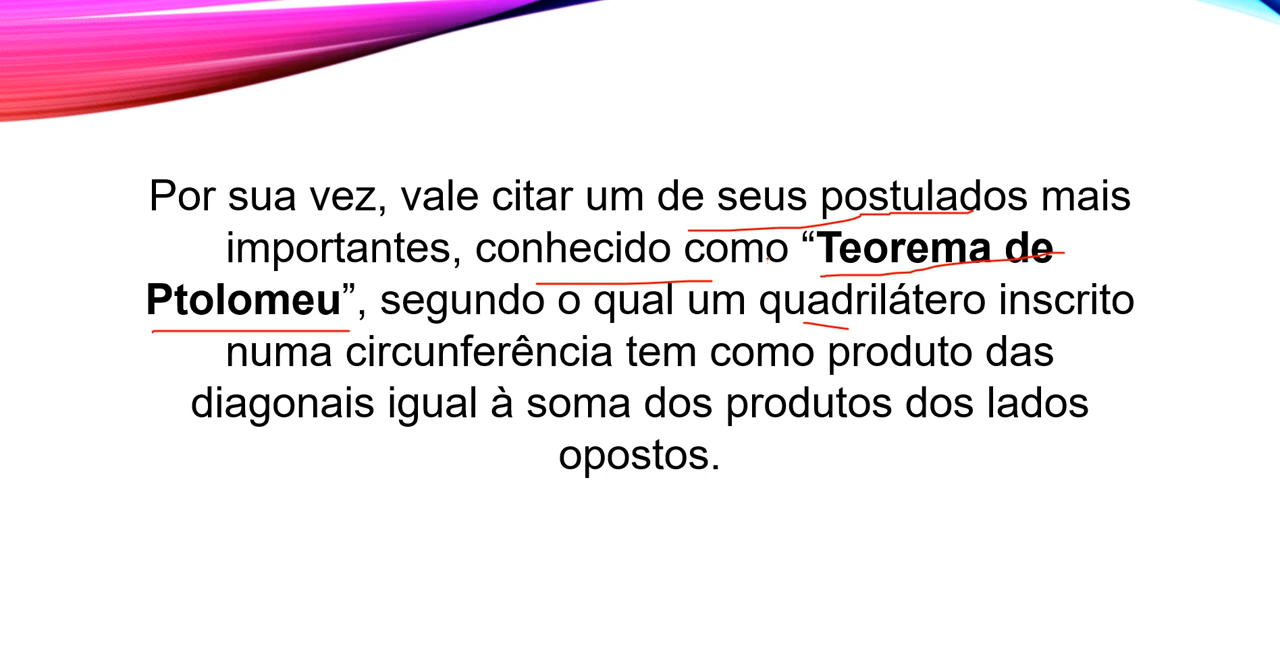 Por sua vez, vale citar um de seus postulados mais
importantes, conhecido como “Teorema de
Ptolomeu”, segundo o qual um quadrilátero inscrito
numa circunferência tem como produto das
diagonais igual à soma dos produtos dos lados
opostos.